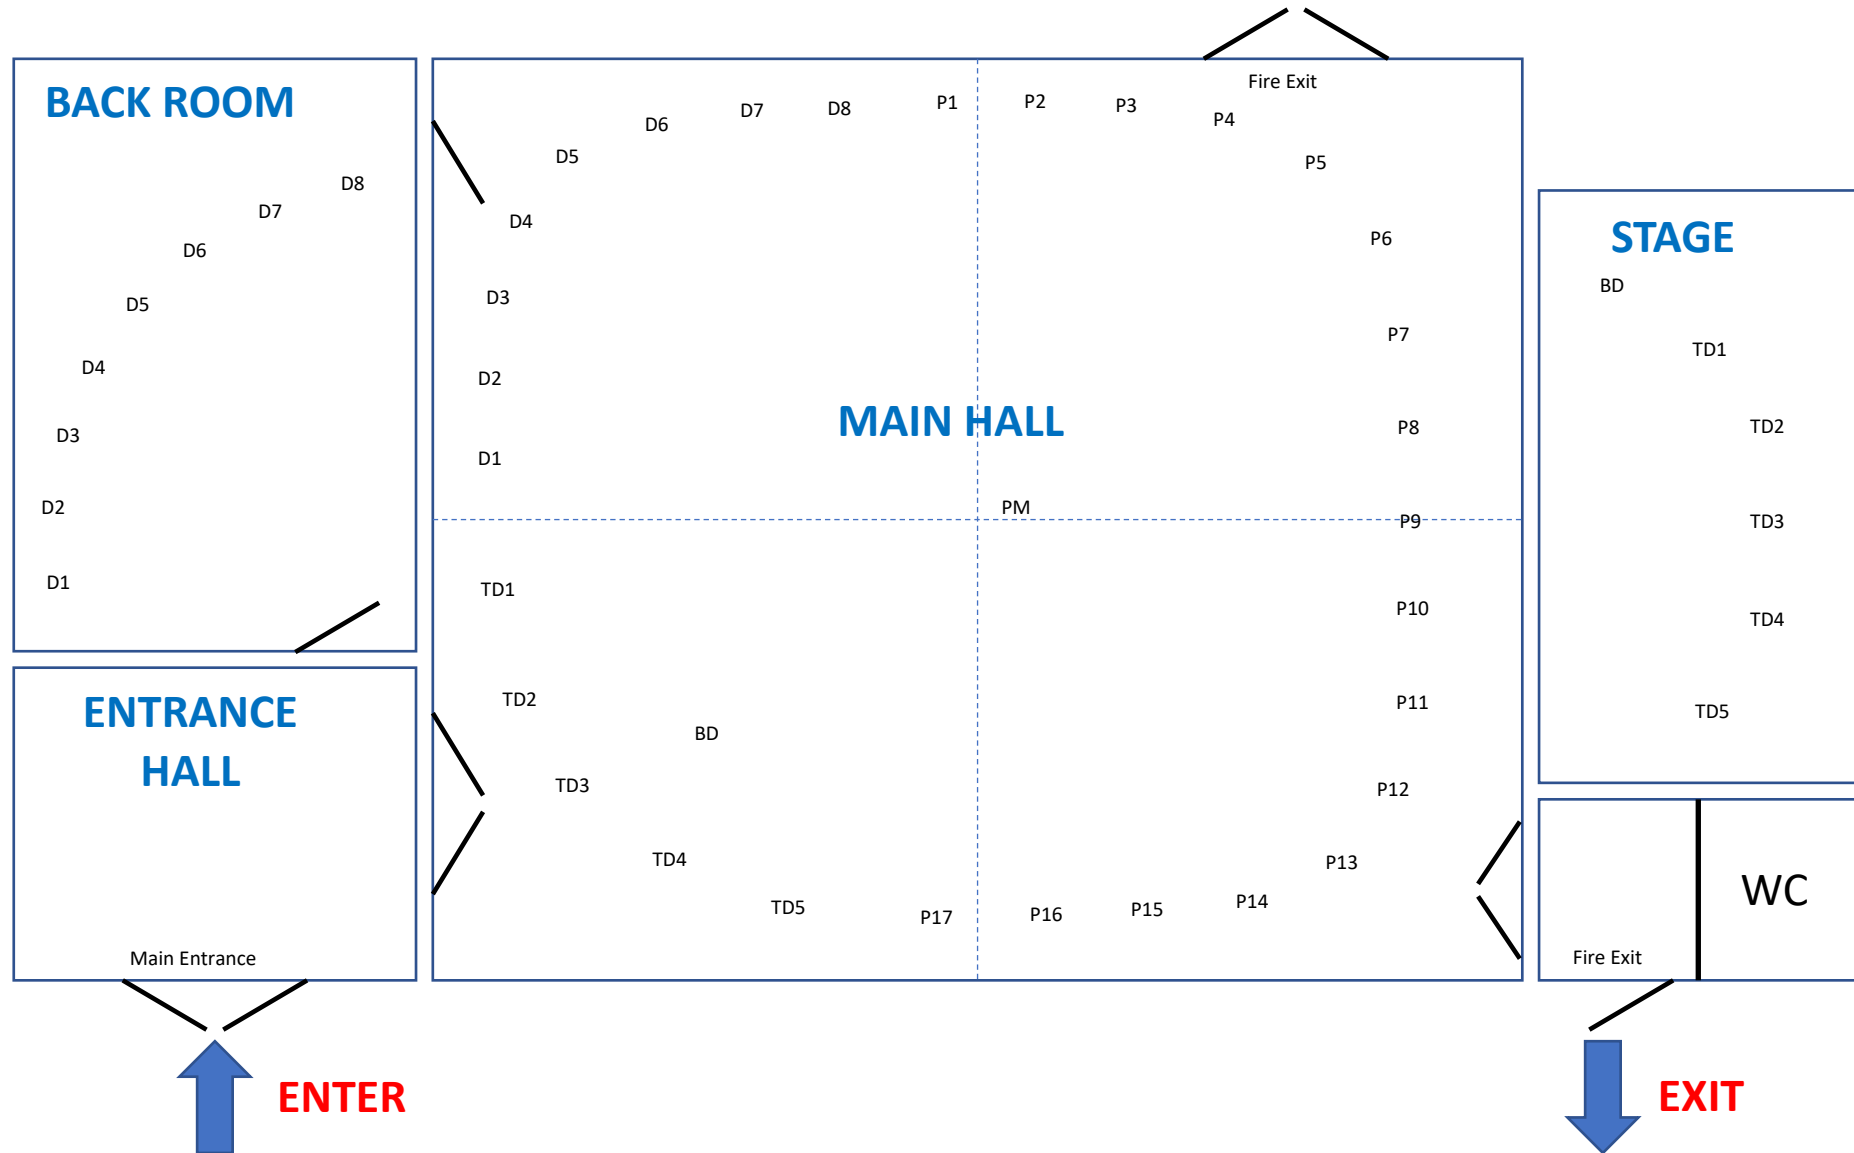 BACK ROOM
D8
D7
D6
D5
D4
D3
D2
D1
ENTRANCE
HALL
Main Entrance
ENTER
MAIN HALL
D1
D2
D3
D4
D5
D6
D7
D8
P1
P2
P3
P4
P5
P6
P7
P8
P9
P10
P11
P12
P13
P14
P15
P16
P17
Fire Exit
PM
TD1
TD2
TD3
TD4
TD5
BD
STAGE
BD
TD1
TD2
TD3
TD4
TD5
WC
Fire Exit
EXIT